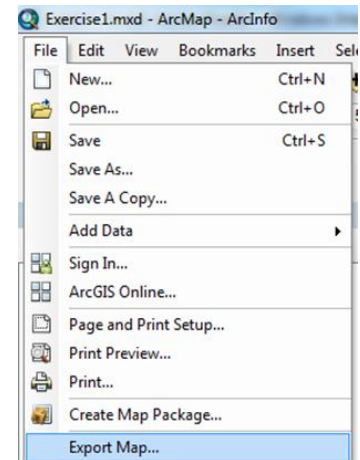 Exercise1.mxd - ArcMap - ArcInfo
File Edit View Bookmarks Insert Sele
New... Ctrl+N
Open... Ctrl+O
Save Ctrl+S
Save As...
Save A Copy...
Add Data
Sign In...
ArcGIS Online...
Page and Print Setup...
Print Preview...
Print...
Create Map Package...
Export Map...